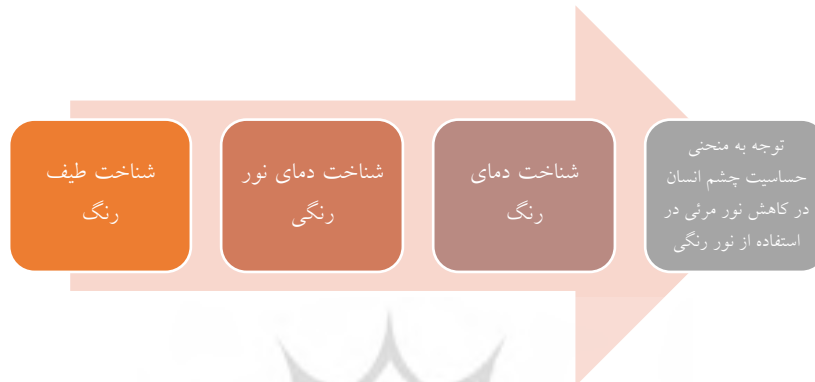 شناخت طیف
رنگ
شناخت دمای نور
رنگی
شناخت دمای
رنگ
توجه به منحنی
حساسیت چشم انسان
در کاهش نور مرئی در
استفاده از نور رنگی